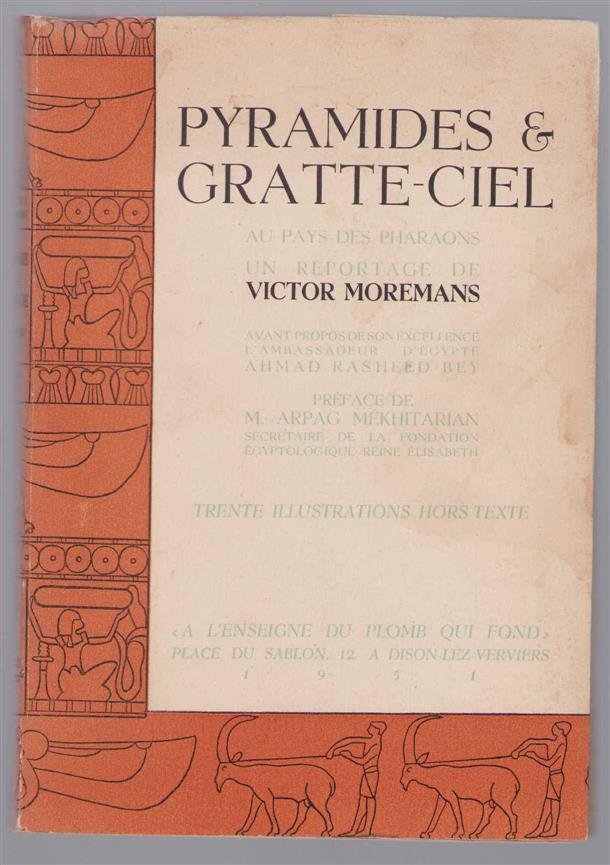 PYRAMIDES &
GRATTE-CIEL
AU PAYS DES PHARAONS
UN REPORTAGE DE
VICTOR MOREMANS
AVANT-PROPOS DE SON EXCELLENCE
L'AMBASSADEUR D'EGYPTE
AHMAD RASHEED BEY
PRÉFACE DE
M. ARPAG MÉKHITARIAN
SECRÉTAIRE DE LA FONDATION
ÉGYPTOLOGIQUE REINE ÉLISABETH
TRENTE ILLUSTRATIONS HORS TEXTE
«A L'ENSEIGNE DU PLOMB QUI FOND»
PLACE DU SABLON, 12, A DISON-LEZ-VERVIERS
1 9 5 1